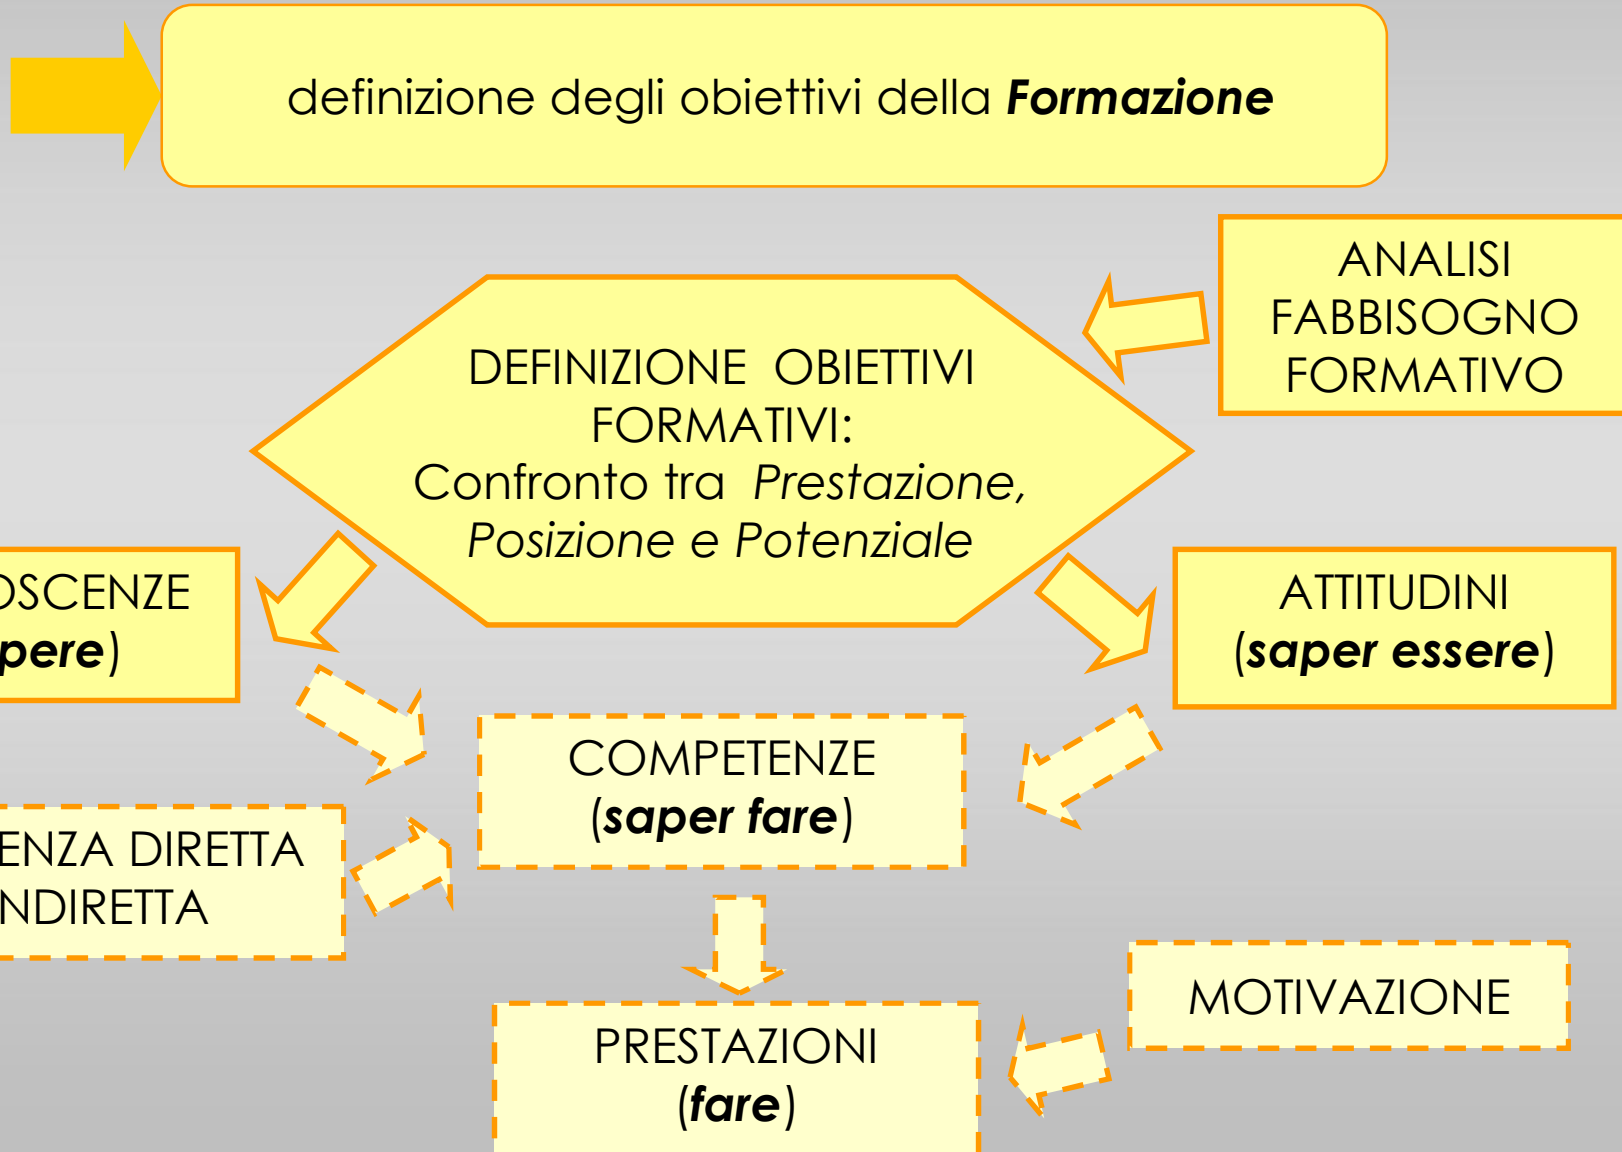 definizione degli obiettivi della Formazione
ANALISI
FABBISOGNO
FORMATIVO
DEFINIZIONE OBIETTIVI
FORMATIVI:
Confronto tra Prestazione,
Posizione e Potenziale
OSCENZE
pere)
ATTITUDINI
(saper essere)
COMPETENZE
(saper fare)
ENZA DIRETTA
NDIRETTA
MOTIVAZIONE
PRESTAZIONI
(fare)